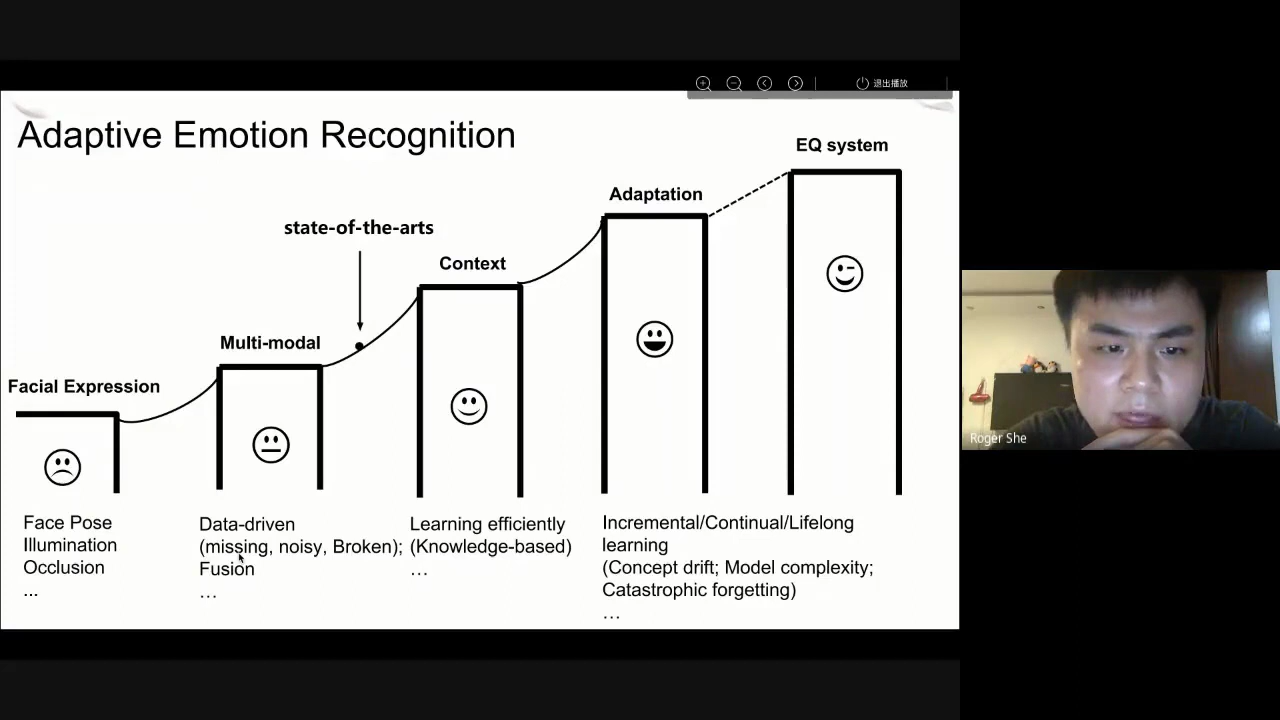 退出播放
Adaptive Emotion Recognition
EQ system
Adaptation
state-of-the-arts
Context
Multi-modal
Facial Expression
Face Pose
Illumination
Occlusion
...
Data-driven
(missing, noisy, Broken);
Fusion
…
Learning efficiently
(Knowledge-based)
…
Incremental/Continual/Lifelong
learning
(Concept drift; Model complexity;
Catastrophic forgetting)
…
Roger She